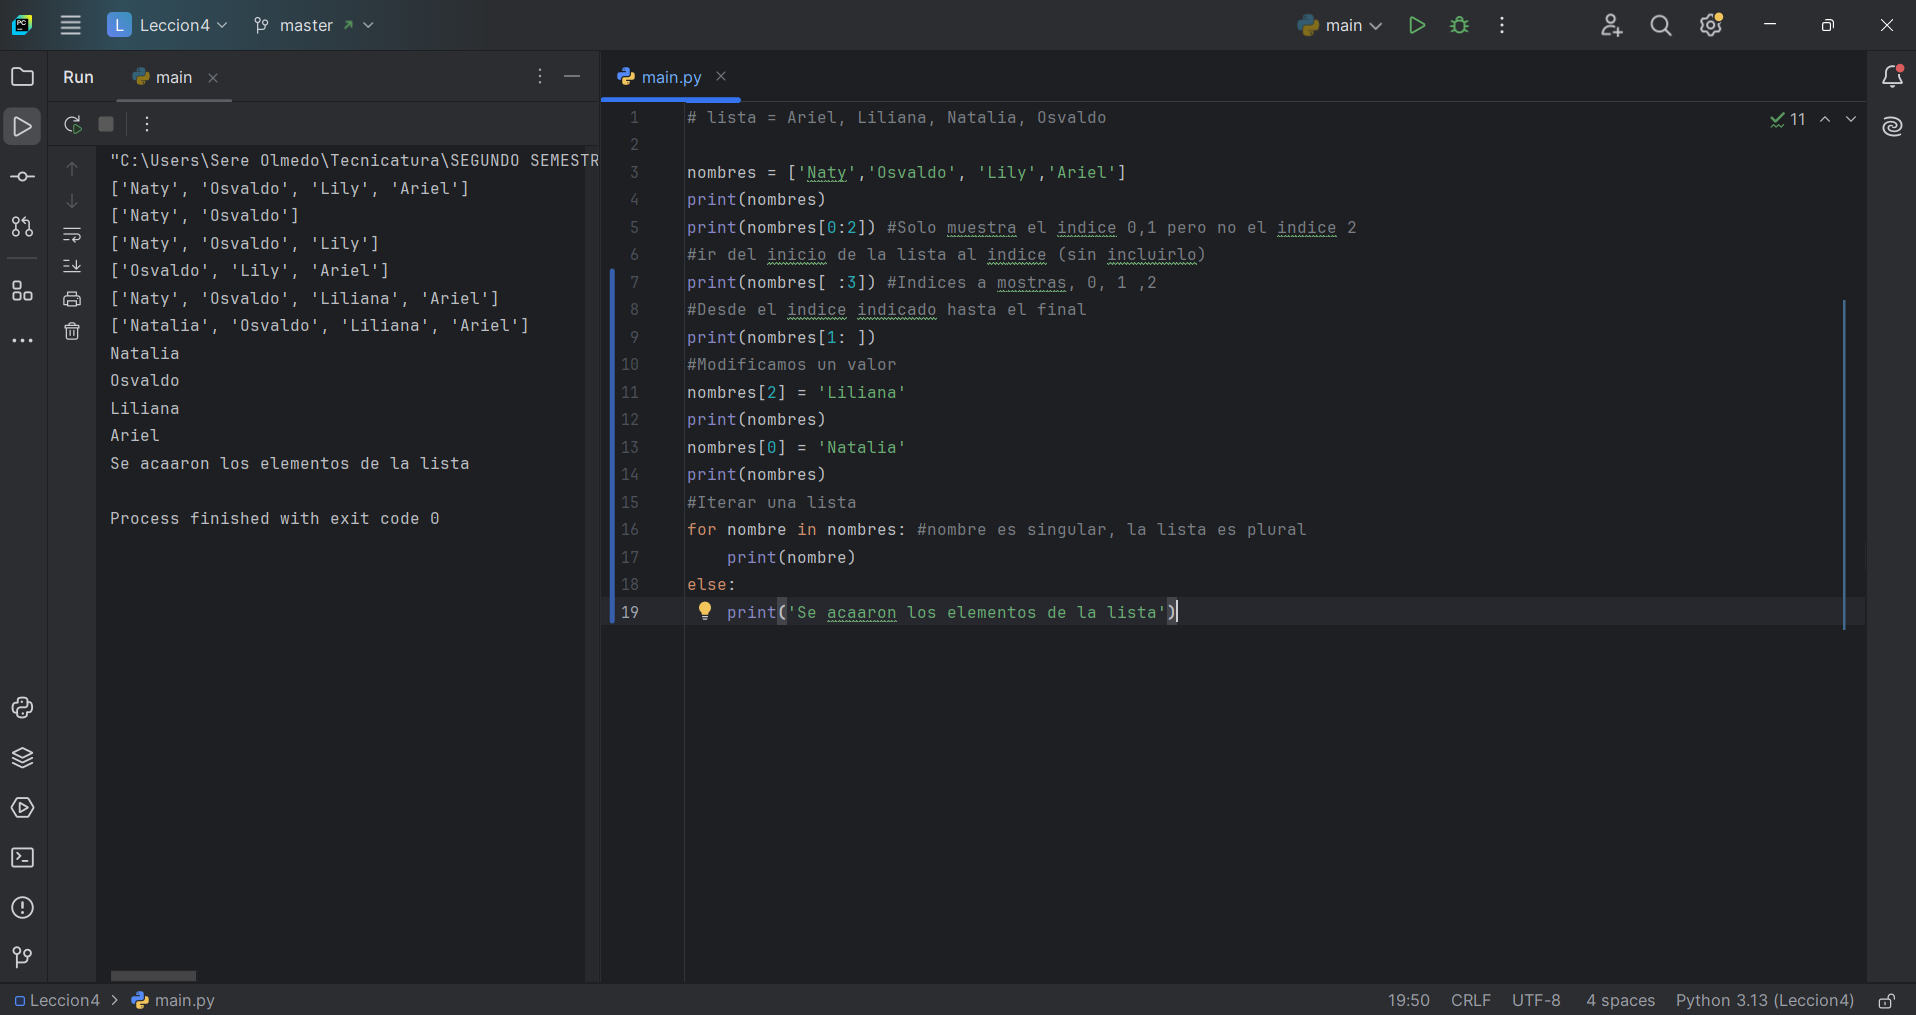 L Leccion4 master main
Run main
main.py
"C:\Users\Sere Olmedo\Tecnicatura\SEGUNDO SEMESTR
['Naty', 'Osvaldo', 'Lily', 'Ariel']
['Naty', 'Osvaldo']
['Naty', 'Osvaldo', 'Lily']
['Osvaldo', 'Lily', 'Ariel']
['Naty', 'Osvaldo', 'Liliana', 'Ariel']
['Natalia', 'Osvaldo', 'Liliana', 'Ariel']
Natalia
Osvaldo
Liliana
Ariel
Se acaaron los elementos de la lista
Process finished with exit code 0
11
1 # lista = Ariel, Liliana, Natalia, Osvaldo
2
3 nombres = ['Naty','Osvaldo', 'Lily','Ariel']
4 print(nombres)
5 print(nombres[0:2]) #Solo muestra el indice 0,1 pero no el indice 2
6 #ir del inicio de la lista al indice (sin incluirlo)
7 print(nombres[ :3]) #Indices a mostras, 0, 1 ,2
8 #Desde el indice indicado hasta el final
9 print(nombres[1: ])
10 #Modificamos un valor
11 nombres[2] = 'Liliana'
12 print(nombres)
13 nombres[0] = 'Natalia'
14 print(nombres)
15 #Iterar una lista
16 for nombre in nombres: #nombre es singular, la lista es plural
17     print(nombre)
18 else:
19     print('Se acaaron los elementos de la lista')
Leccion4 > main.py
19:50 CRLF UTF-8 4 spaces Python 3.13 (Leccion4)